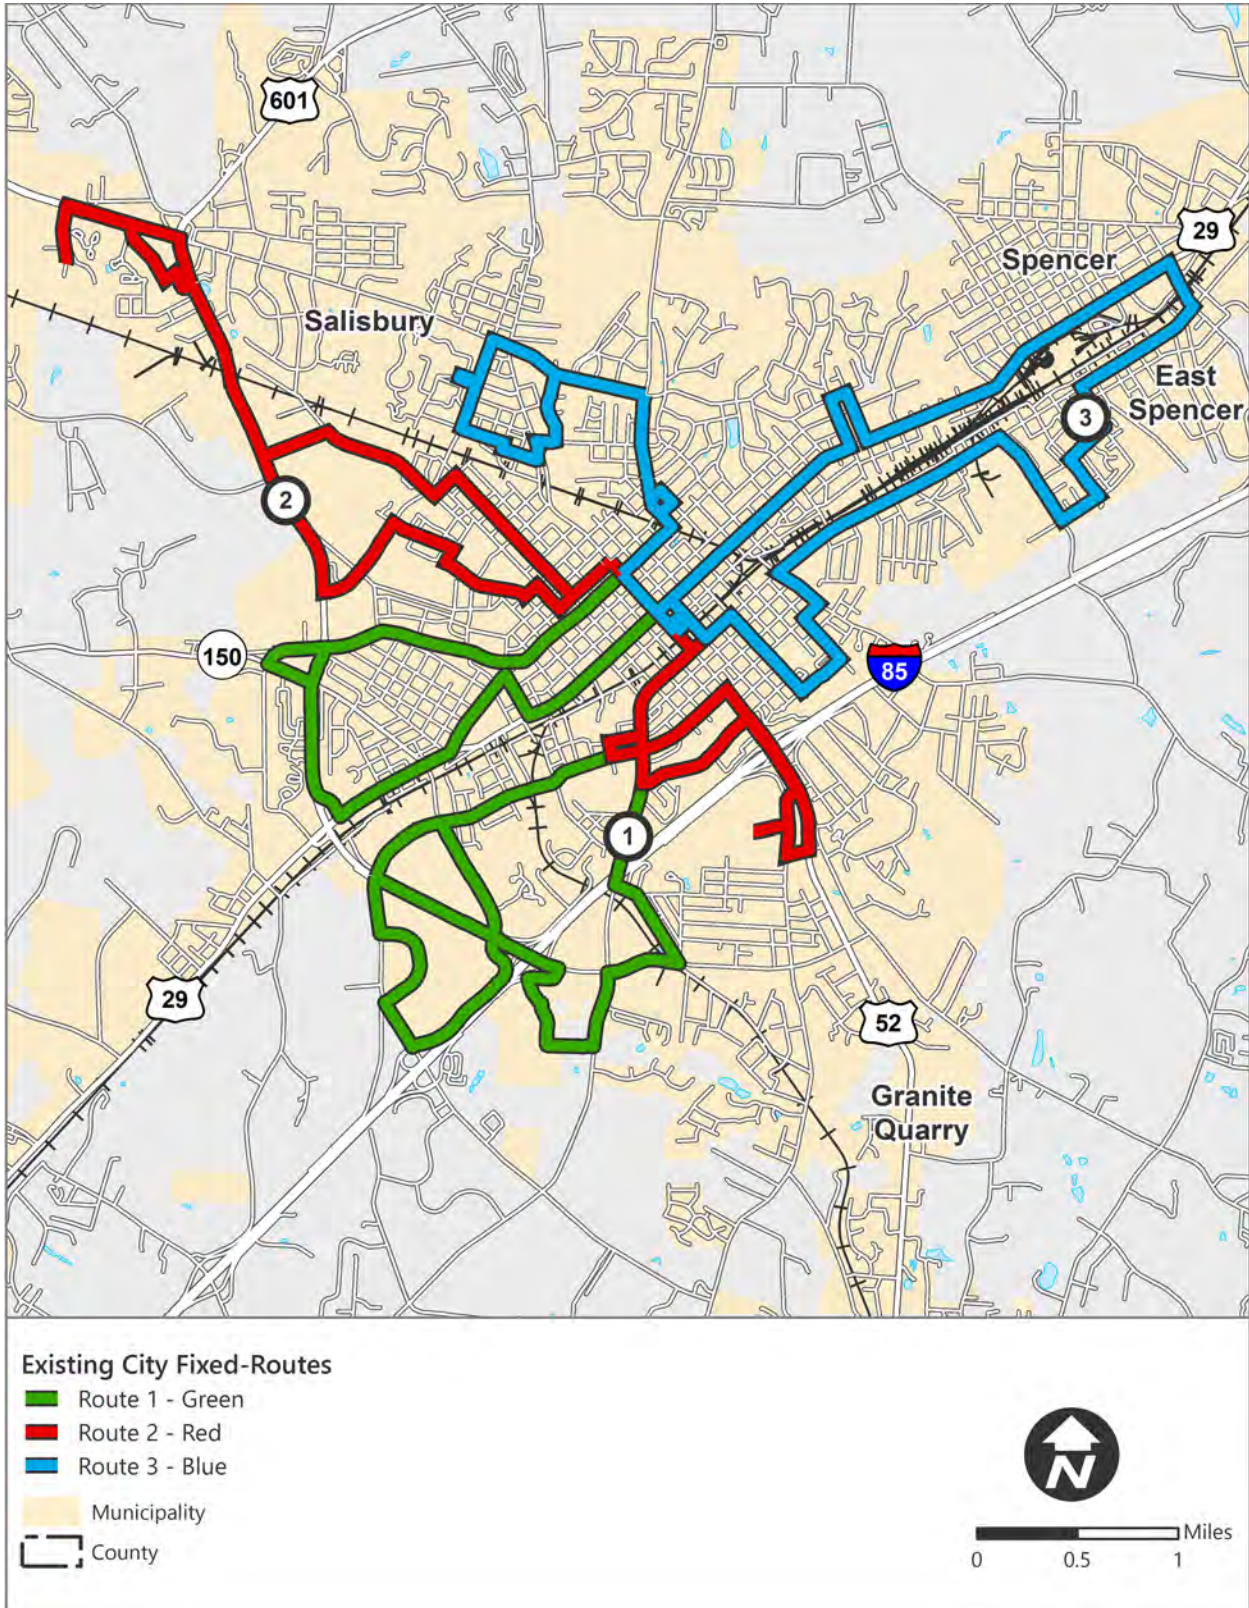 601
29
Spencer
Salisbury
East
Spencer
3
2
150
85
1
29
52
Granite
Quarry
Existing City Fixed-Routes
Route 1 - Green
Route 2 - Red
Route 3 - Blue
Municipality
County
N
Miles
0 0.5 1